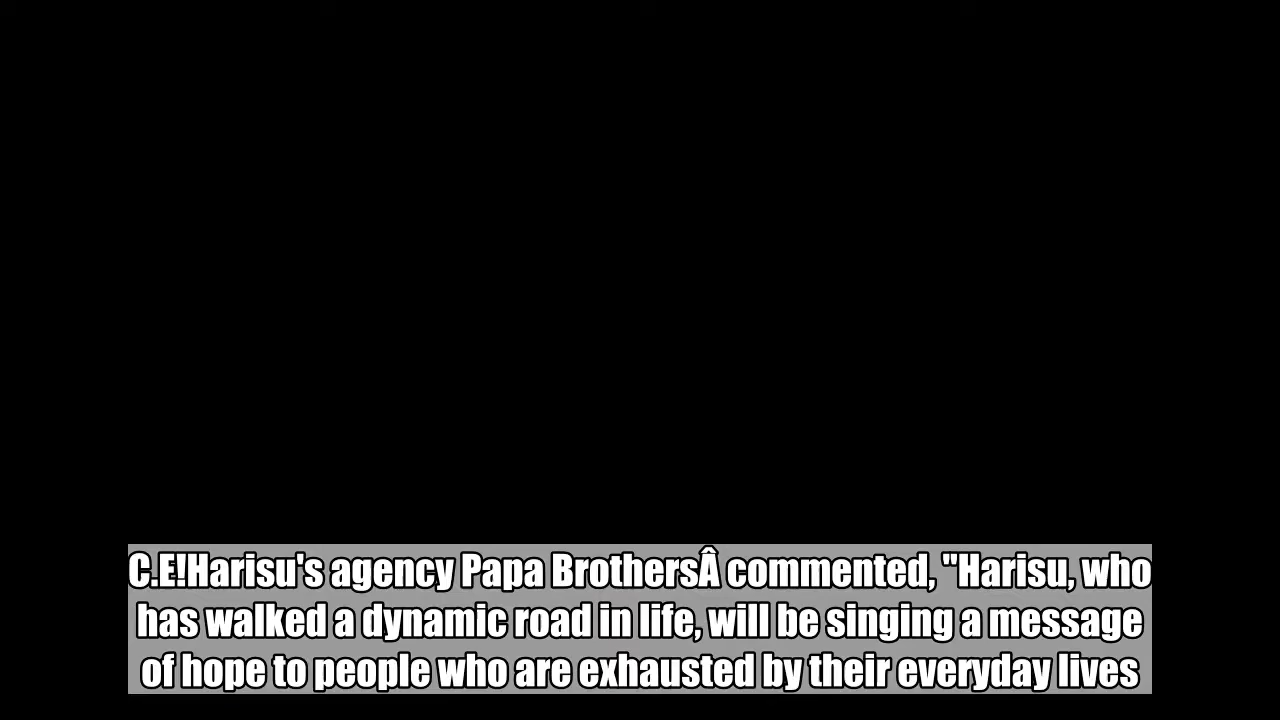 C.E!Harisu's agency Papa BrothersÂ commented, "Harisu, who
has walked a dynamic road in life, will be singing a message
of hope to people who are exhausted by their everyday lives